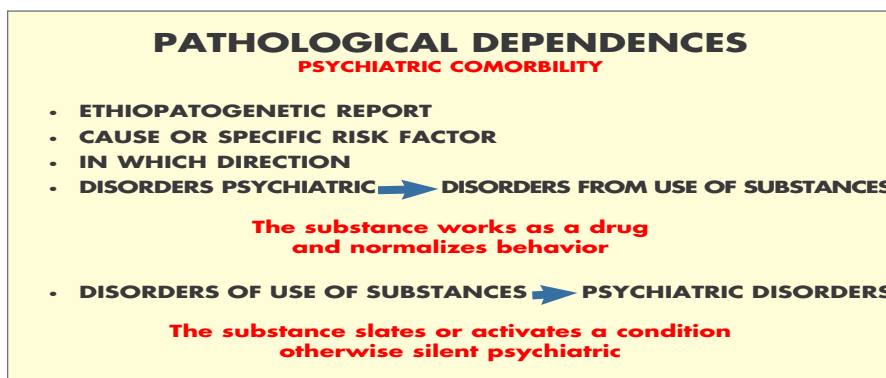 PATHOLOGICAL DEPENDENCES
PSYCHIATRIC COMORBILITY
• ETHIOPATOGENETIC REPORT
• CAUSE OR SPECIFIC RISK FACTOR
• IN WHICH DIRECTION
• DISORDERS PSYCHIATRIC DISORDERS FROM USE OF SUBSTANCES
The substance works as a drug
and normalizes behavior
• DISORDERS OF USE OF SUBSTANCES PSYCHIATRIC DISORDERS
The substance slates or activates a condition
otherwise silent psychiatric